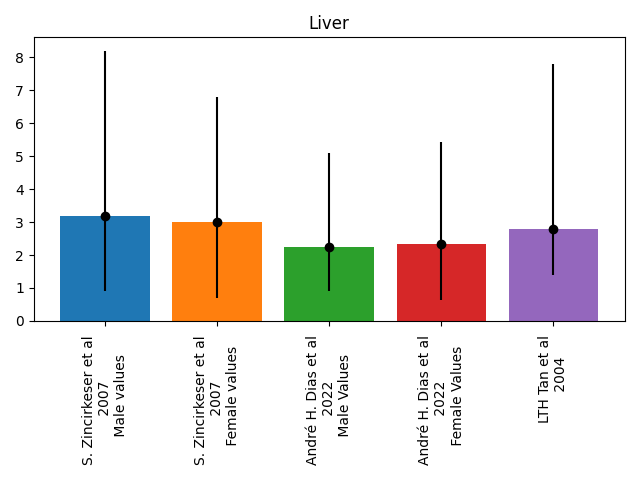 Liver
8
7
6
5
4
3
2
1
0
S. Zincirkeser et al
2007
Male values
S. Zincirkeser et al
2007
Female values
André H. Dias et al
2022
Male Values
André H. Dias et al
2022
Female Values
LTH Tan et al
2004